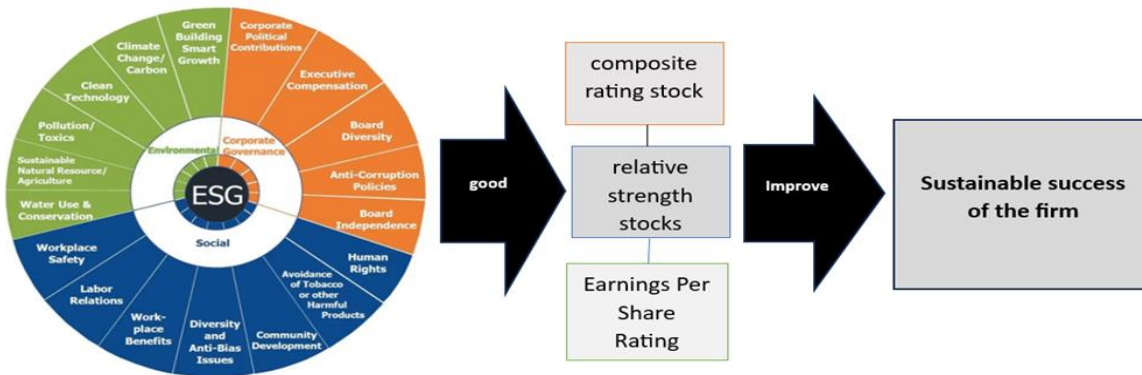 Green
Building
Smart
Growth
Climate
Change/
Carbon
Clean
Technology
Pollution/
Toxics
Sustainable
Natural Resource/
Agriculture
Water Use &
Conservation
Corporate
Political
Contributions
Executive
Compensation
Board
Diversity
Anti-Corruption
Policies
Board
Independence
Environmental
Corporate
Governance
ESG
Social
Workplace
Safety
Labor
Relations
Work-
place
Benefits
Diversity
and
Anti-Bias
Issues
Community
Development
Avoidance
of Tobacco
or other
Harmful
Products
Human
Rights
good
composite
rating stock
relative
strength
stocks
Earnings Per
Share
Rating
Improve
Sustainable success
of the firm